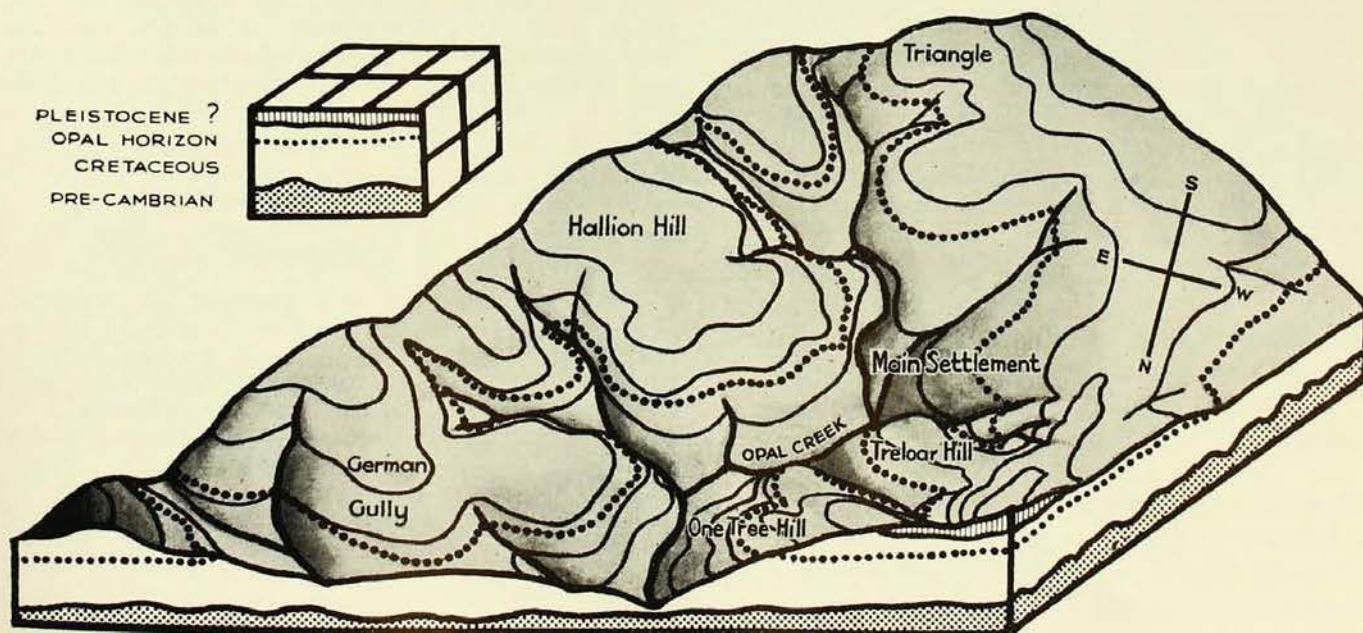 PLEISTOCENE ?
OPAL HORIZON
CRETACEOUS
PRE-CAMBRIAN
Triangle
Hallion Hill
S
E
W
N
Main Settlement
OPAL CREEK
Treloar Hill
German
Gully
One Tree Hill